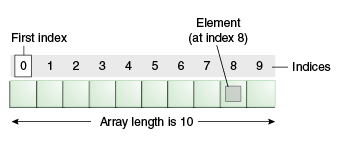 Element
(at index 8)
First index
0 1 2 3 4 5 6 7 8 9
Indices
Array length is 10